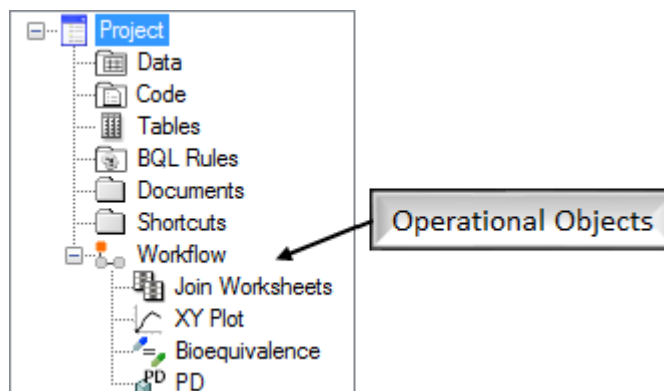 Project
Data
Code
Tables
BQL Rules
Documents
Shortcuts
Operational Objects
Workflow
Join Worksheets
XY Plot
Bioequivalence
PD PD